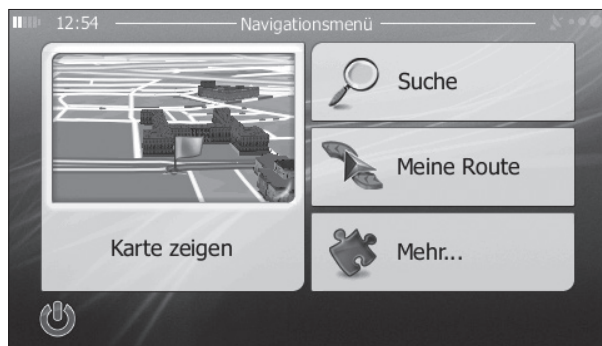 12:54
Navigationsmenü
Suche
Meine Route
Karte zeigen
Mehr...